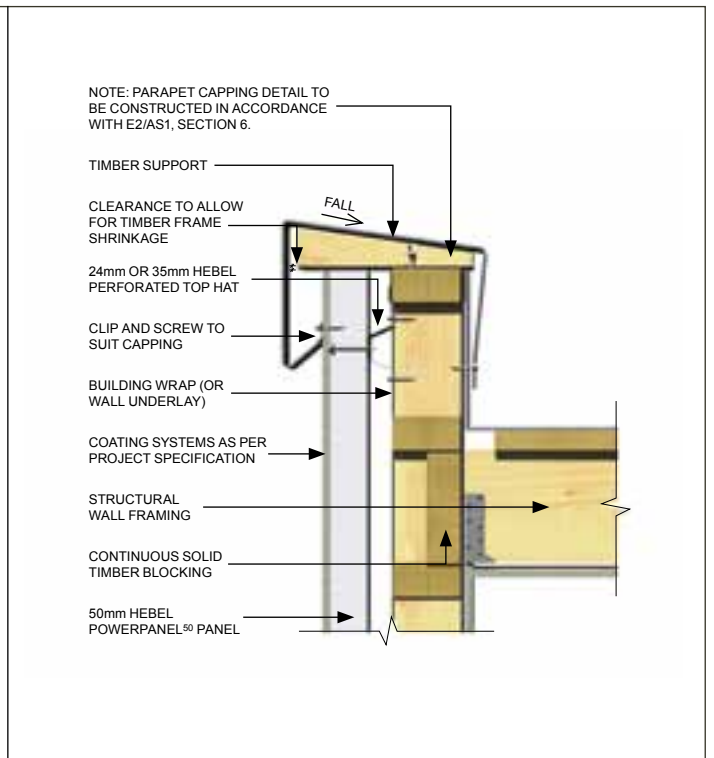 NOTE: PARAPET CAPPING DETAIL TO
BE CONSTRUCTED IN ACCORDANCE
WITH E2/AS1, SECTION 6.
TIMBER SUPPORT
CLEARANCE TO ALLOW
FOR TIMBER FRAME
SHRINKAGE
FALL
24mm OR 35mm HEBEL
PERFORATED TOP HAT
CLIP AND SCREW TO
SUIT CAPPING
BUILDING WRAP (OR
WALL UNDERLAY)
COATING SYSTEMS AS PER
PROJECT SPECIFICATION
STRUCTURAL
WALL FRAMING
CONTINUOUS SOLID
TIMBER BLOCKING
50mm HEBEL
POWERPANEL⁵⁰ PANEL